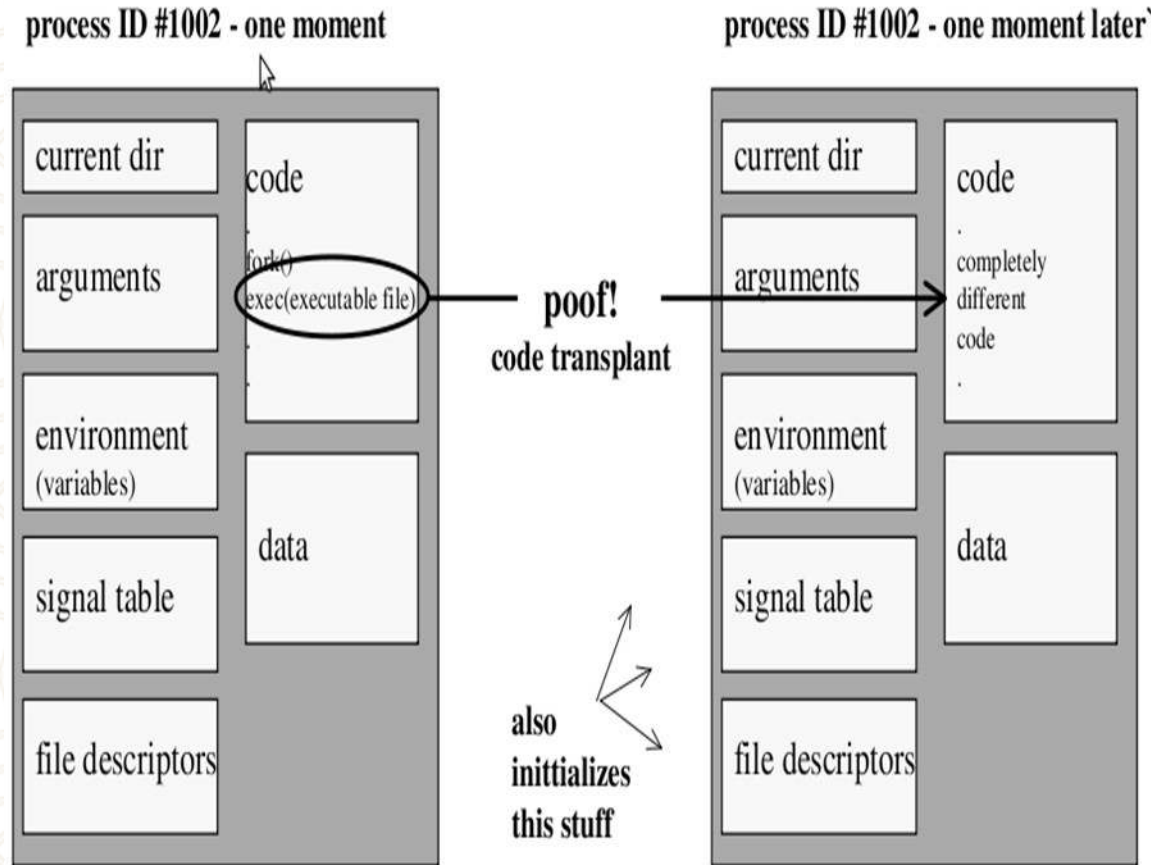 process ID #1002 - one moment
process ID #1002 - one moment later`
current dir
arguments
environment
(variables)
signal table
file descriptors
code
.
fork()
exec(executable file)
.
.
data
poof!
code transplant
also
inittializes
this stuff
current dir
arguments
environment
(variables)
signal table
file descriptors
code
.
completely
different
code
.
data